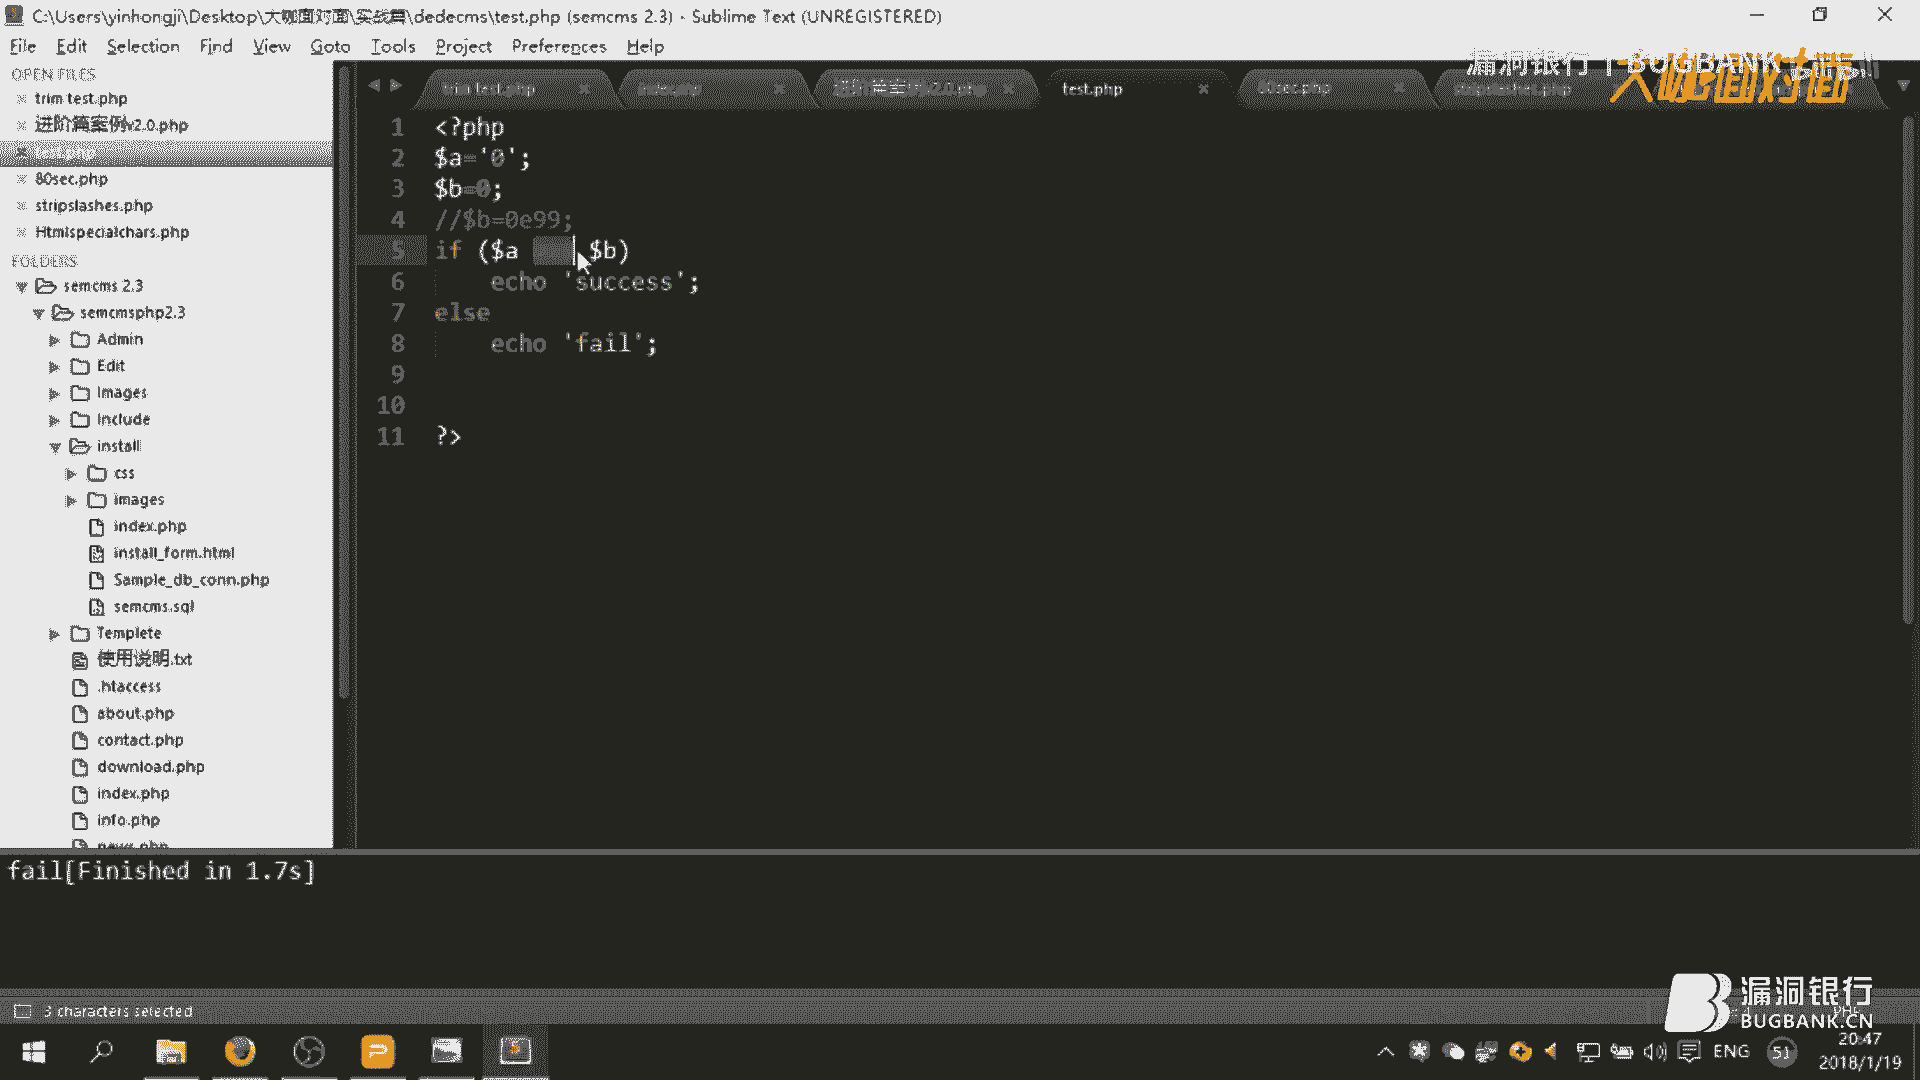 C:\Users\yinhongji\Desktop\大咖面对面\实战篇\dedecms\test.php (semcms 2.3) - Sublime Text (UNREGISTERED)
File Edit Selection Find View Goto Tools Project Preferences Help
漏洞银行 | BUGBANK
大咖面对面
OPEN FILES
trim test.php
进阶篇案例v2.0.php
test.php
80sec.php
stripslashes.php
Htmlspecialchars.php
FOLDERS
semcms 2.3
semcmsphp2.3
Admin
Edit
Images
Include
install
css
images
index.php
install_form.html
Sample_db_conn.php
semcms.sql
Templete
使用说明.txt
.htaccess
about.php
contact.php
download.php
index.php
info.php
news.php
trim test.php index.php 进阶篇案例v2.0.php test.php 80sec.php stripslashes.php
1 <?php
2 $a='0';
3 $b=0;
4 //$b=0e99;
5 if ($a $b)
6 echo 'success';
7 else
8 echo 'fail';
9
10
11 ?>
fail[Finished in 1.7s]
3 characters selected
漏洞银行
BUGBANK.CN
ENG
51
20:47
2018/1/19